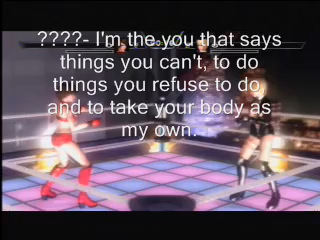 ????- I'm the you that says
things you can't, to do
things you refuse to do,
and to take your body as
my own.